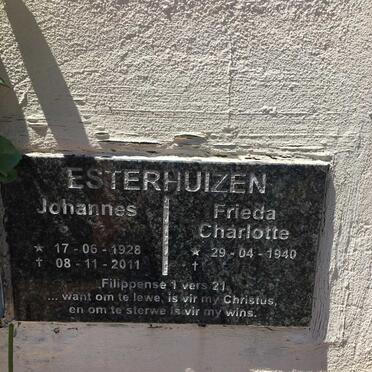 ESTERHUIZEN
Johannes
* 17 - 06 - 1928
† 08 - 11 - 2011
Frieda
Charlotte
* 29 - 04 - 1940
†
Filippense 1 vers 21
... want om te lewe, is vir my Christus,
en om te sterwe is vir my wins.